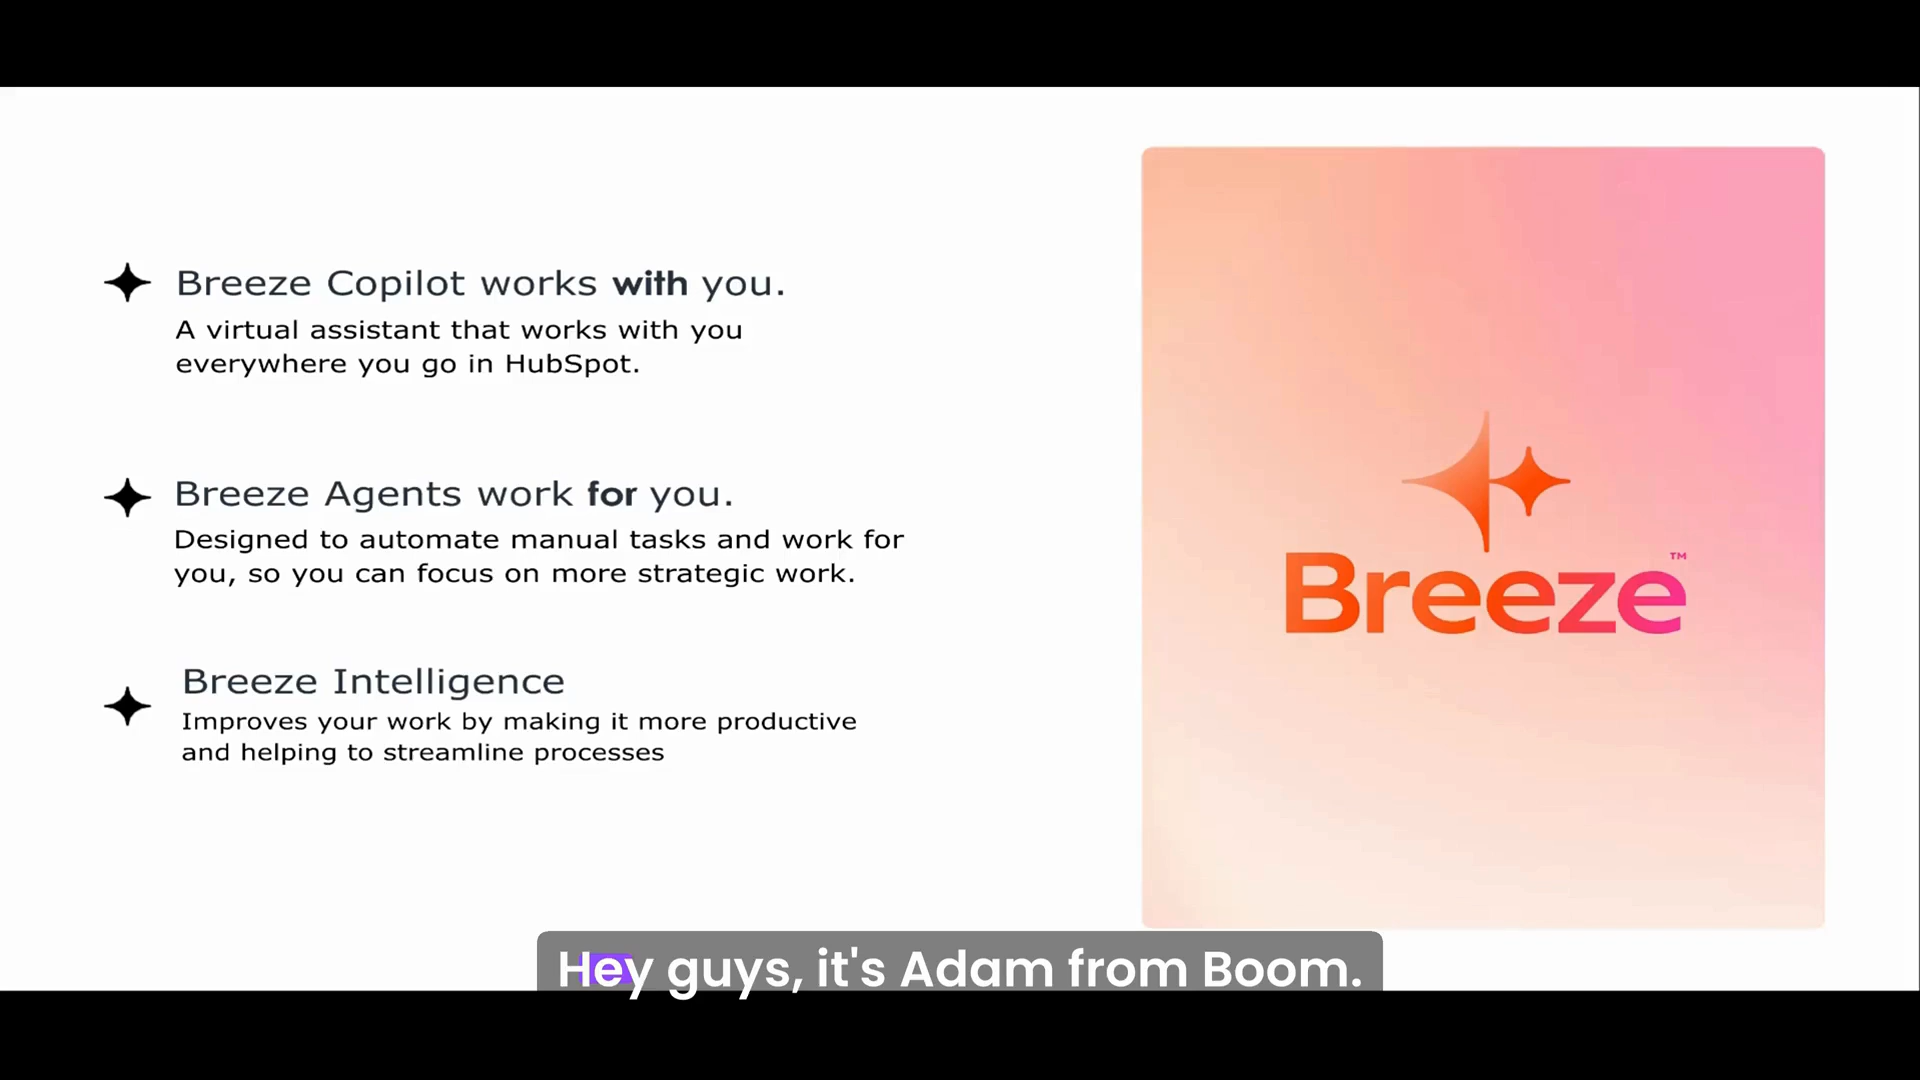 Breeze Copilot works with you.
A virtual assistant that works with you
everywhere you go in HubSpot.
Breeze Agents work for you.
Designed to automate manual tasks and work for
you, so you can focus on more strategic work.
Breeze Intelligence
Improves your work by making it more productive
and helping to streamline processes
Breeze™
Hey guys, it's Adam from Boom.